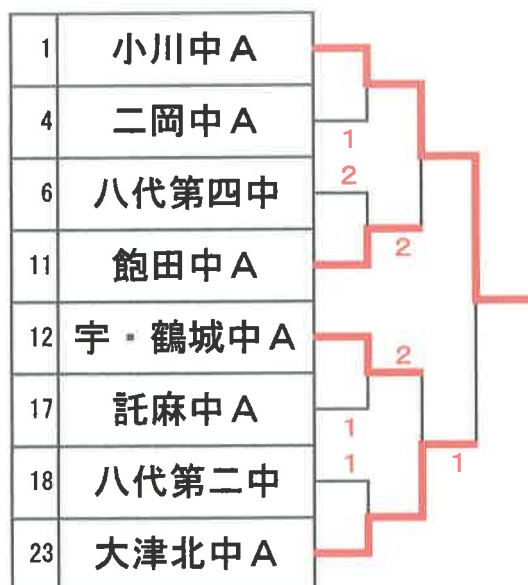 1 小川中A
4 二岡中A
1
2
6 八代第四中
11 飽田中A
2
12 宇・鶴城中A
2
17 託麻中A
1
1
18 八代第二中
1
23 大津北中A